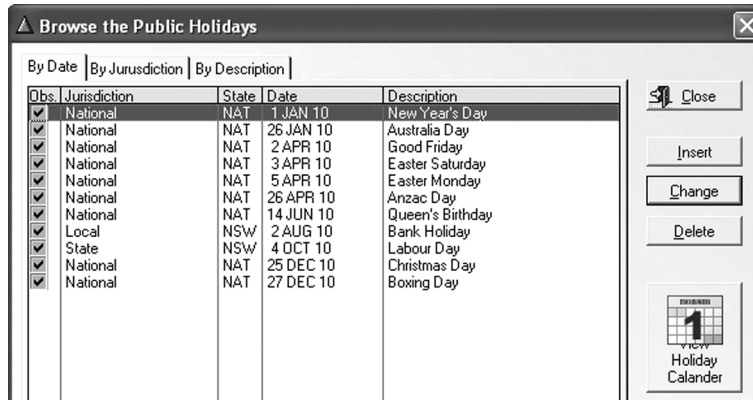 Browse the Public Holidays
By Date By Jurusdiction By Description
Obs. Jurisdiction State Date Description
National NAT 1 JAN 10 New Year's Day
National NAT 26 JAN 10 Australia Day
National NAT 2 APR 10 Good Friday
National NAT 3 APR 10 Easter Saturday
National NAT 5 APR 10 Easter Monday
National NAT 26 APR 10 Anzac Day
National NAT 14 JUN 10 Queen's Birthday
Local NSW 2 AUG 10 Bank Holiday
State NSW 4 OCT 10 Labour Day
National NAT 25 DEC 10 Christmas Day
National NAT 27 DEC 10 Boxing Day
Close
Insert
Change
Delete
1
View
Holiday
Calander